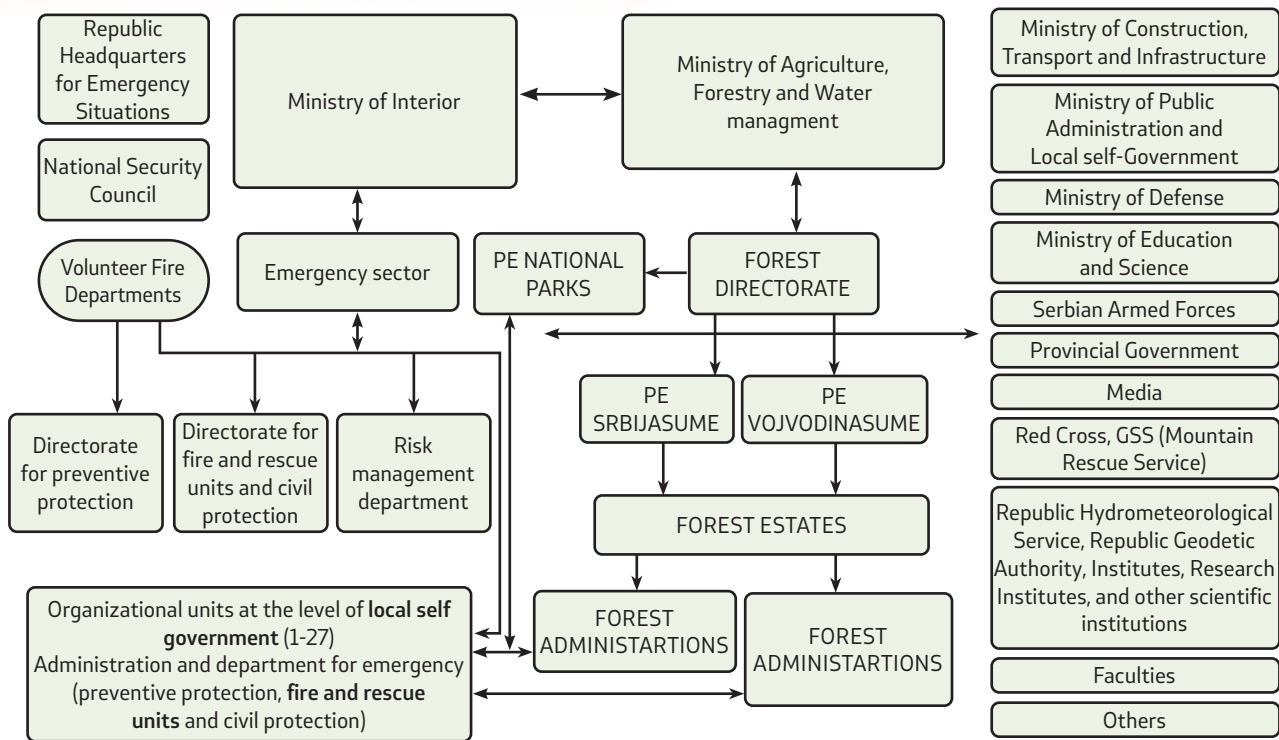 Republic
Headquarters
for Emergency
Situations
National Security
Council
Volunteer Fire
Departments
Ministry of Interior
Ministry of Agriculture,
Forestry and Water
managment
Emergency sector
PE NATIONAL
PARKS
FOREST
DIRECTORATE
Directorate
for preventive
protection
Directorate for
fire and rescue
units and civil
protection
Risk
management
department
PE
SRBIJASUME
PE
VOJVODINASUME
FOREST ESTATES
FOREST
ADMINISTARTIONS
FOREST
ADMINISTARTIONS
Organizational units at the level of local self
government (1-27)
Administration and department for emergency
(preventive protection, fire and rescue
units and civil protection)
Ministry of Construction,
Transport and Infrastructure
Ministry of Public
Administration and
Local self-Government
Ministry of Defense
Ministry of Education
and Science
Serbian Armed Forces
Provincial Government
Media
Red Cross, GSS (Mountain
Rescue Service)
Republic Hydrometeorological
Service, Republic Geodetic
Authority, Institutes, Research
Institutes, and other scientific
institutions
Faculties
Others